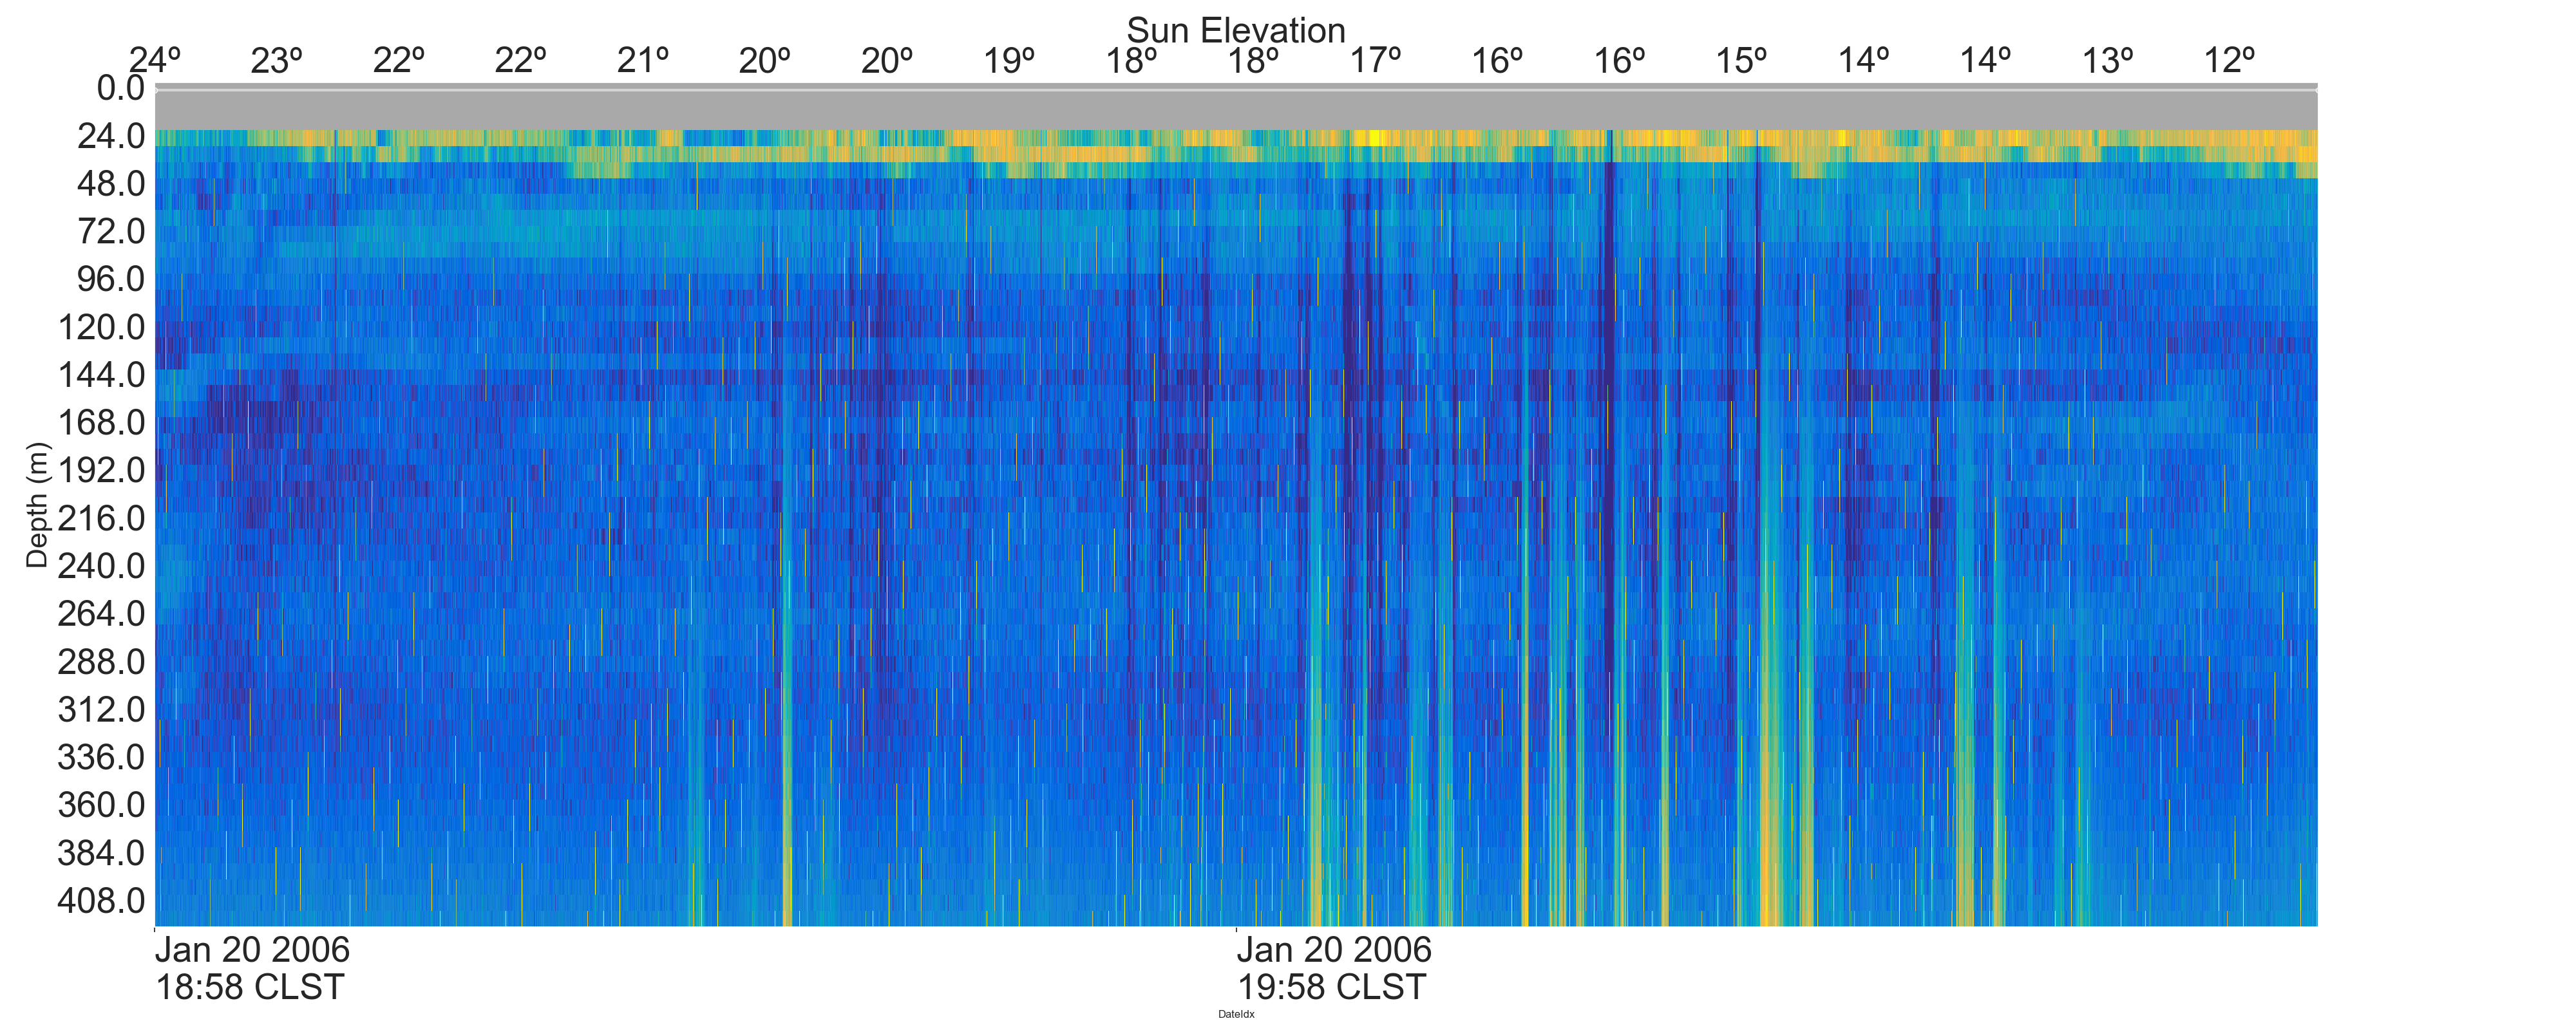 Sun Elevation
24º 23º 22º 22º 21º 20º 20º 19º 18º 18º 17º 16º 16º 15º 14º 14º 13º 12º
0.0
24.0
48.0
72.0
96.0
120.0
144.0
168.0
192.0
216.0
240.0
264.0
288.0
312.0
336.0
360.0
384.0
408.0
Depth (m)
Jan 20 2006
18:58 CLST
Jan 20 2006
19:58 CLST
DateIdx